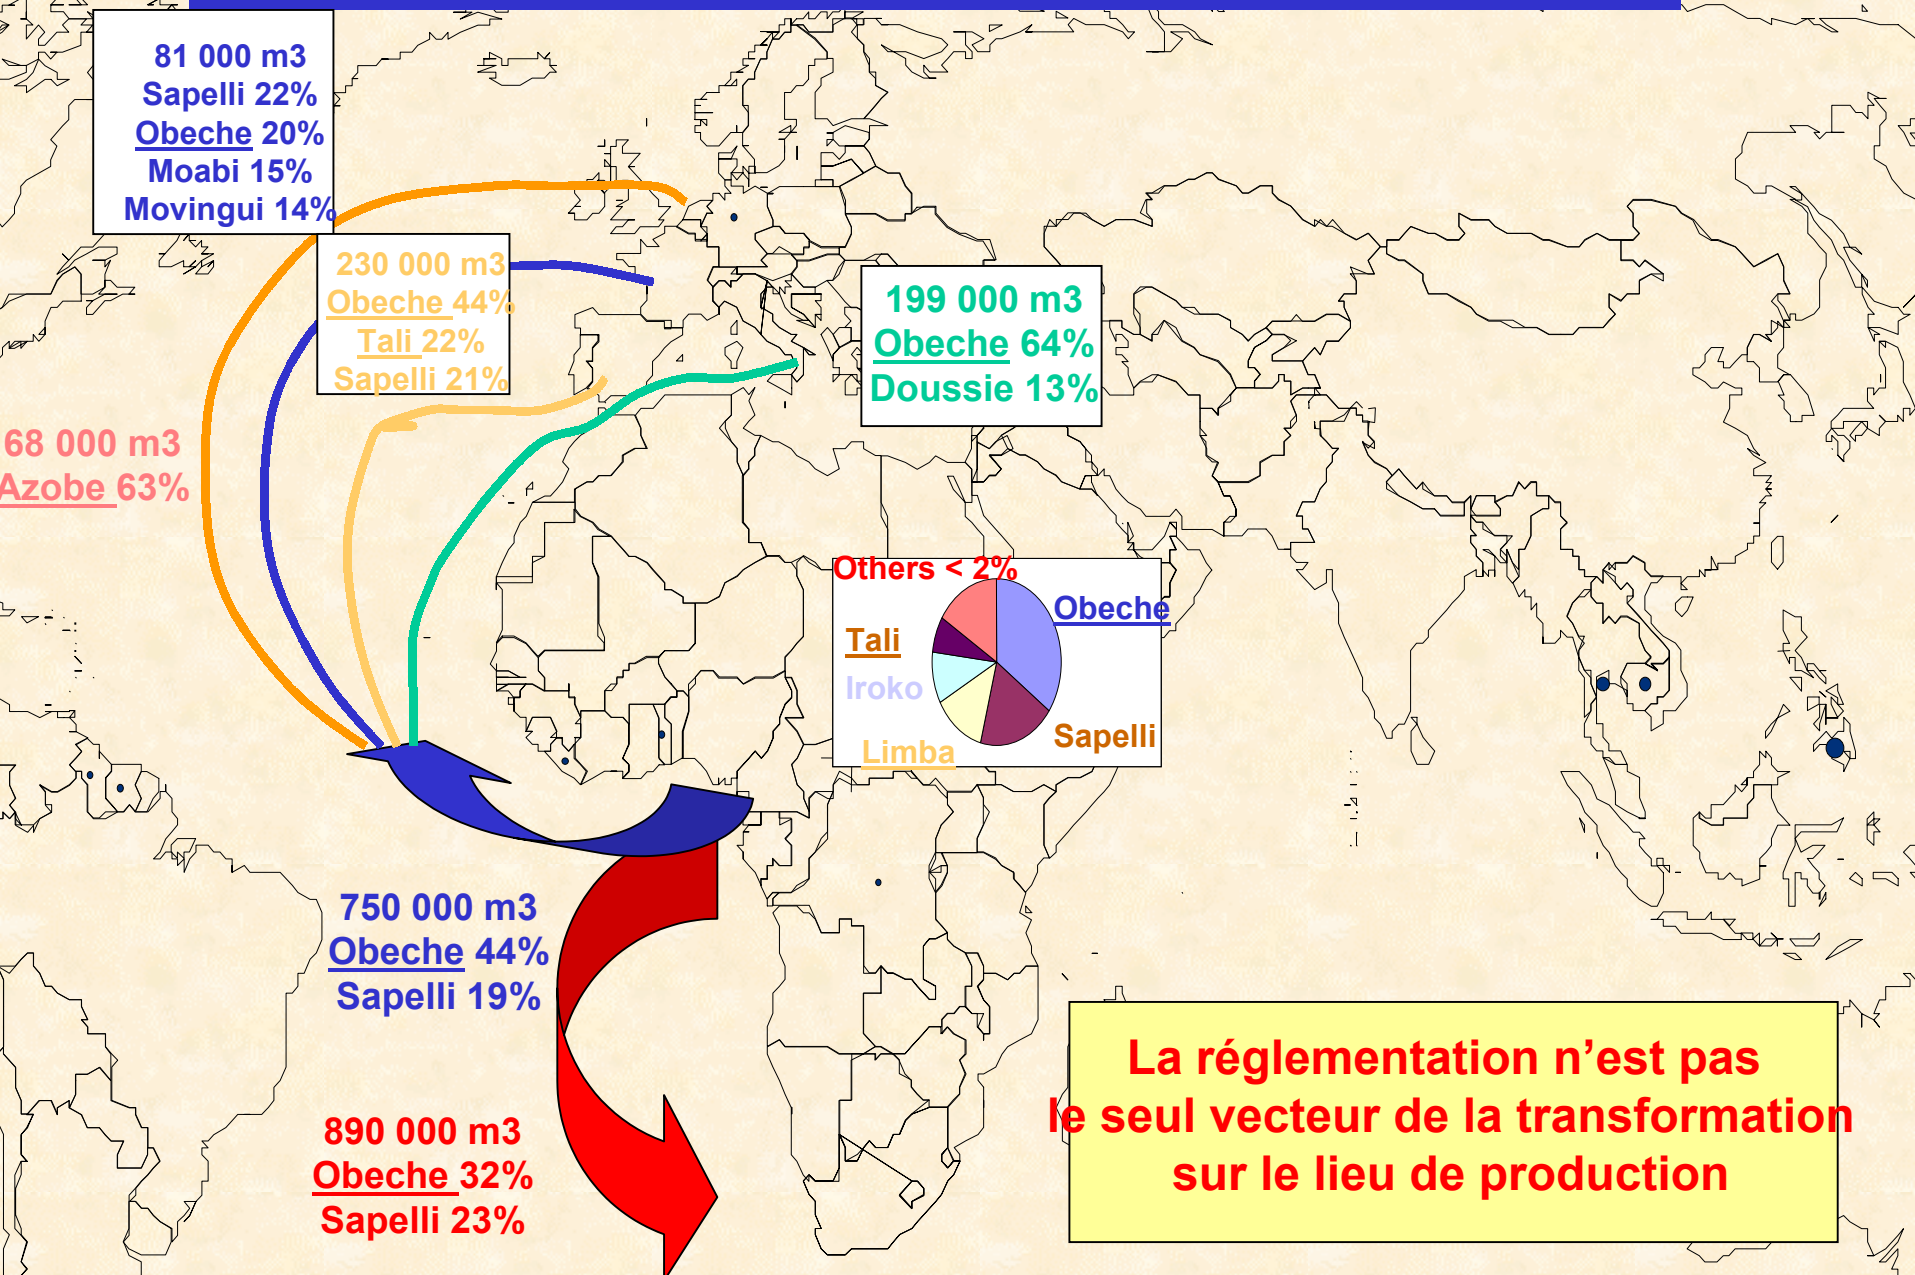 81 000 m3
Sapelli 22%
Obeche 20%
Moabi 15%
Movingui 14%
230 000 m3
Obeche 44%
Tali 22%
Sapelli 21%
199 000 m3
Obeche 64%
Doussie 13%
68 000 m3
Azobe 63%
Others < 2%
Obeche
Tali
Iroko
Sapelli
Limba
750 000 m3
Obeche 44%
Sapelli 19%
890 000 m3
Obeche 32%
Sapelli 23%
La réglementation n’est pas
le seul vecteur de la transformation
sur le lieu de production